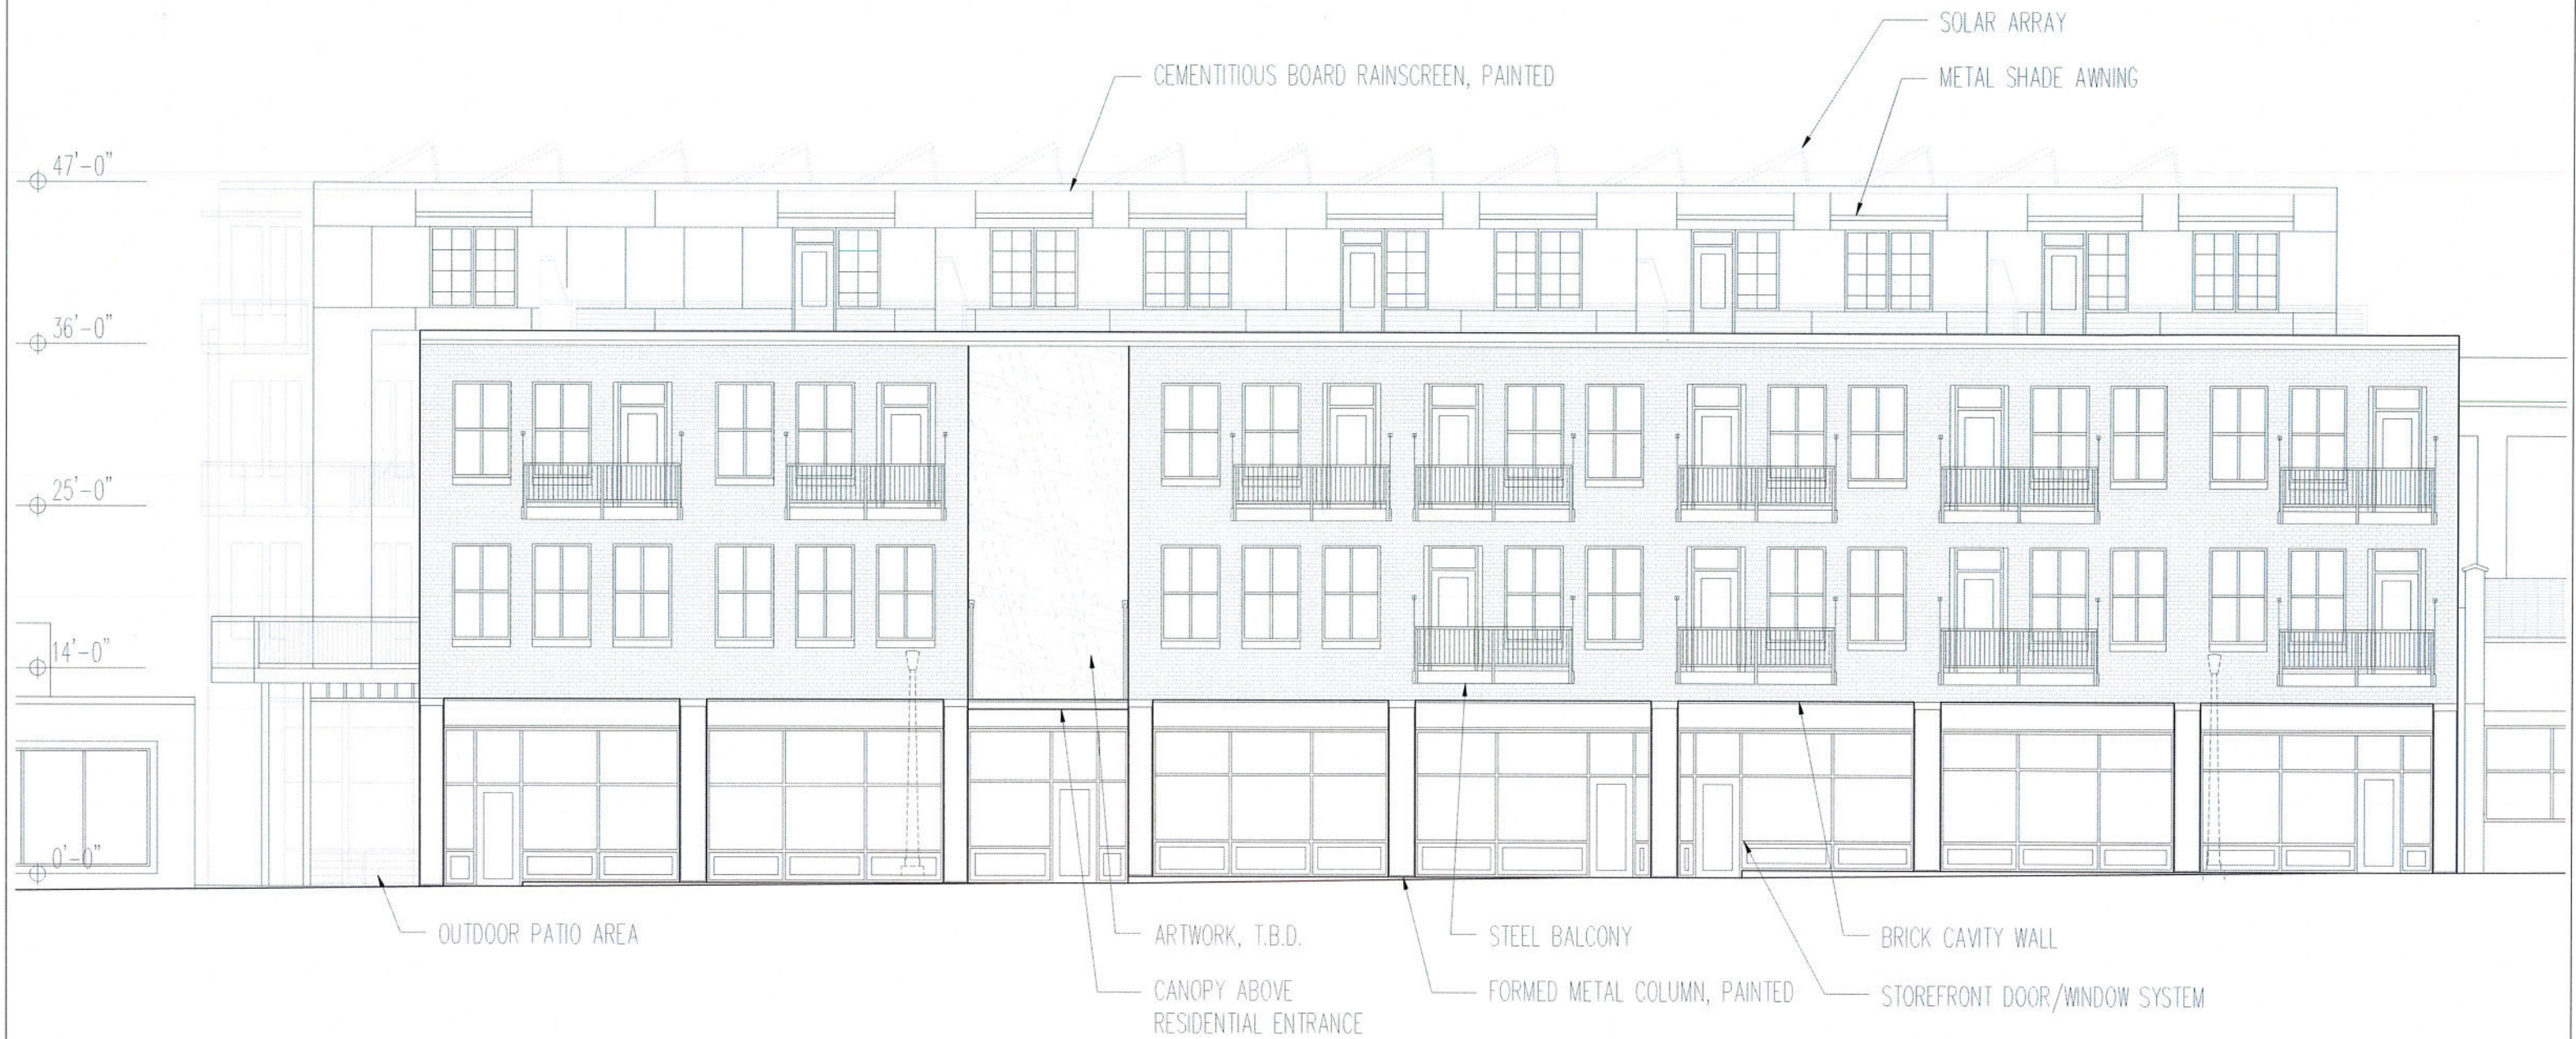 SOLAR ARRAY
CEMENTITIOUS BOARD RAINSCREEN, PAINTED
METAL SHADE AWNING
47'-0"
36'-0"
25'-0"
14'-0"
0'-0"
OUTDOOR PATIO AREA
ARTWORK, T.B.D.
STEEL BALCONY
BRICK CAVITY WALL
CANOPY ABOVE
RESIDENTIAL ENTRANCE
FORMED METAL COLUMN, PAINTED
STOREFRONT DOOR/WINDOW SYSTEM